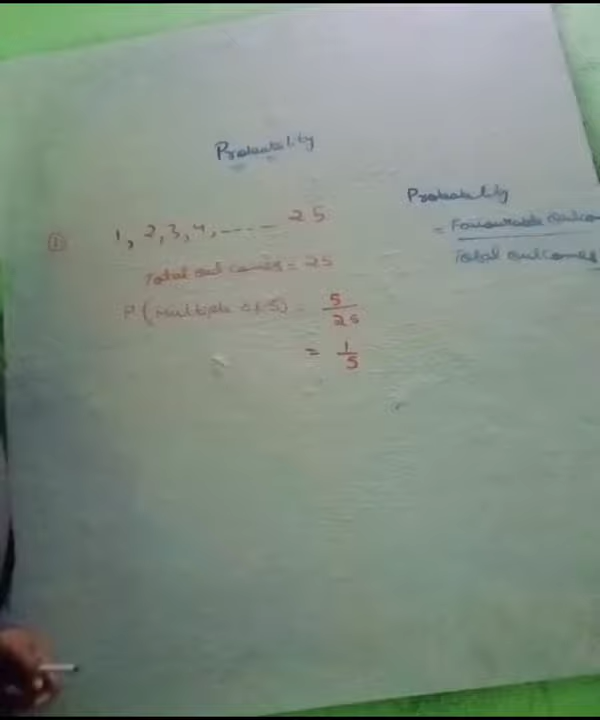 Probability
① 1, 2, 3, 4, ---- 25
Total outcomes = 25
P(multiple of 5) = 5/25
= 1/5
Probability
= Favourable outcom
Total outcomes